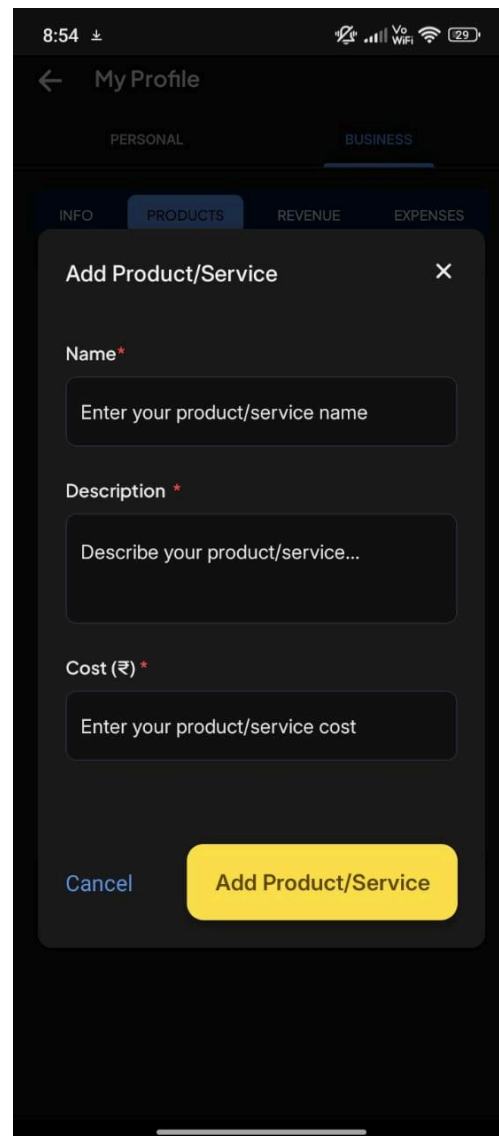 8:54
Vo
WiFi
29
My Profile
PERSONAL BUSINESS
INFO PRODUCTS REVENUE EXPENSES
Add Product/Service
Name*
Enter your product/service name
Description *
Describe your product/service...
Cost (₹) *
Enter your product/service cost
Cancel Add Product/Service